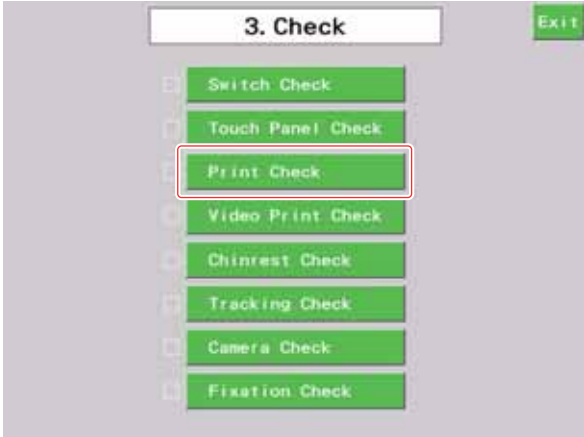 3. Check
Exit
Switch Check
Touch Panel Check
Print Check
Video Print Check
Chinrest Check
Tracking Check
Camera Check
Fixation Check